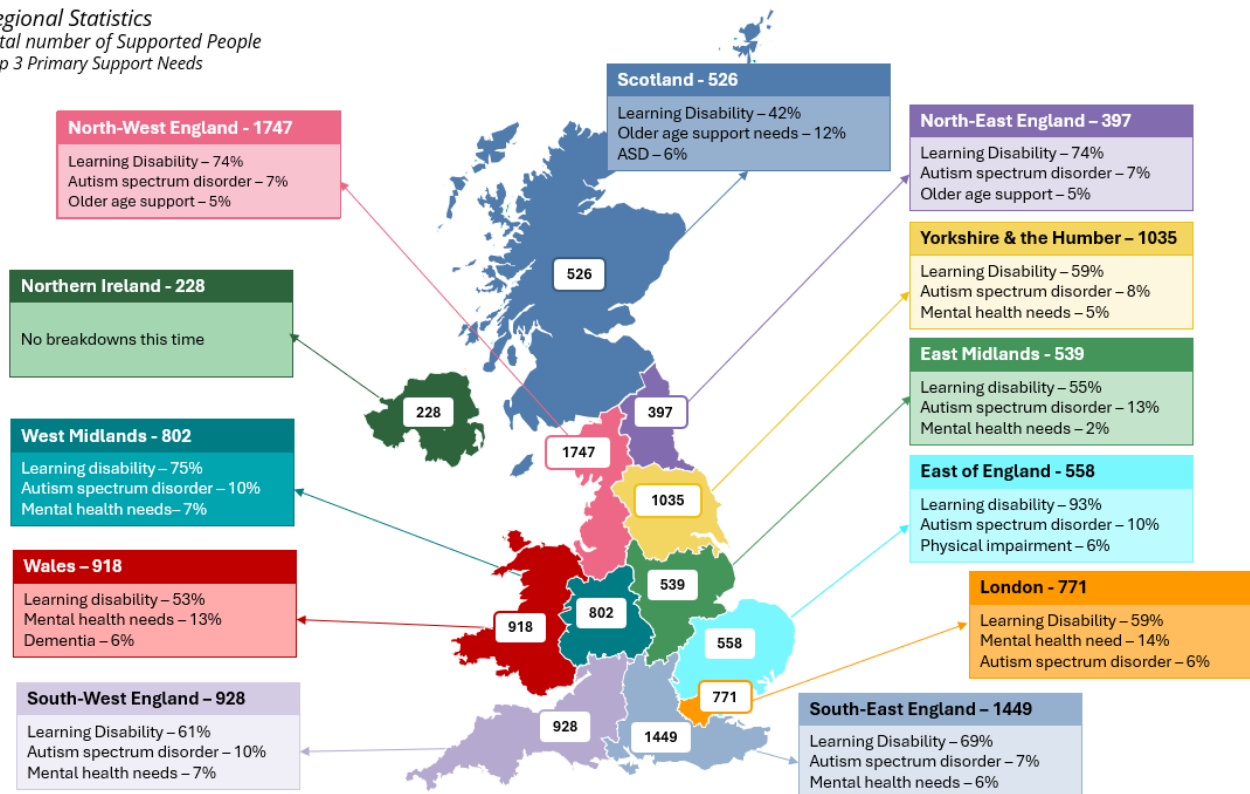 egional Statistics
tal number of Supported People
p 3 Primary Support Needs
Scotland - 526
Learning Disability – 42%
Older age support needs – 12%
ASD – 6%
North-West England - 1747
Learning Disability – 74%
Autism spectrum disorder – 7%
Older age support – 5%
North-East England – 397
Learning Disability – 74%
Autism spectrum disorder – 7%
Older age support – 5%
Yorkshire & the Humber – 1035
Learning Disability – 59%
Autism spectrum disorder – 8%
Mental health needs – 5%
Northern Ireland - 228
No breakdowns this time
East Midlands - 539
Learning disability – 55%
Autism spectrum disorder – 13%
Mental health needs – 2%
West Midlands - 802
Learning disability – 75%
Autism spectrum disorder – 10%
Mental health needs– 7%
East of England - 558
Learning disability – 93%
Autism spectrum disorder – 10%
Physical impairment – 6%
Wales – 918
Learning disability – 53%
Mental health needs – 13%
Dementia – 6%
London - 771
Learning Disability – 59%
Mental health need – 14%
Autism spectrum disorder – 6%
South-West England – 928
Learning Disability – 61%
Autism spectrum disorder – 10%
Mental health needs – 7%
South-East England – 1449
Learning Disability – 69%
Autism spectrum disorder – 7%
Mental health needs – 6%
526
228
397
1747
1035
539
802
918
558
771
928
1449